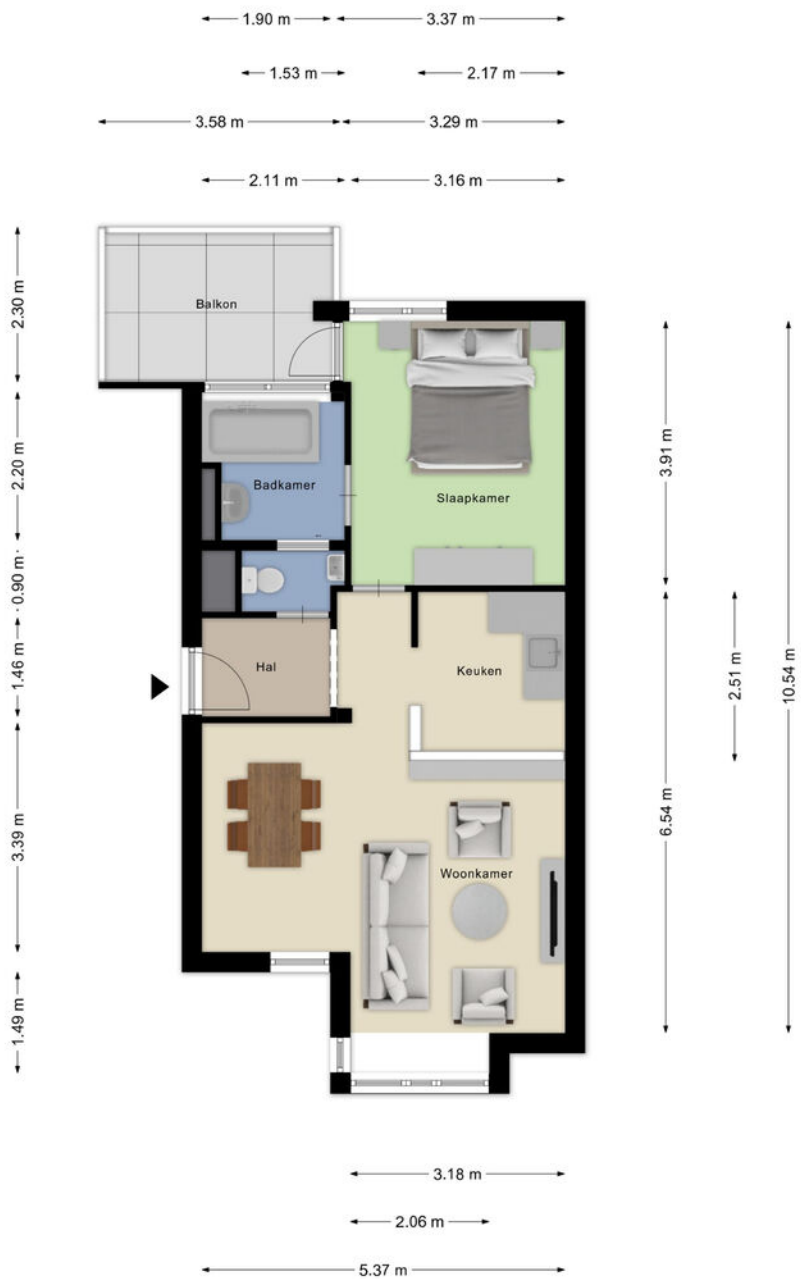 1.90 m
3.37 m
1.53 m
2.17 m
3.58 m
3.29 m
2.11 m
3.16 m
2.30 m
Balkon
3.91 m
2.20 m
Badkamer
Slaapkamer
0.90 m
1.46 m
Hal
Keuken
2.51 m
10.54 m
6.54 m
3.39 m
Woonkamer
1.49 m
3.18 m
2.06 m
5.37 m